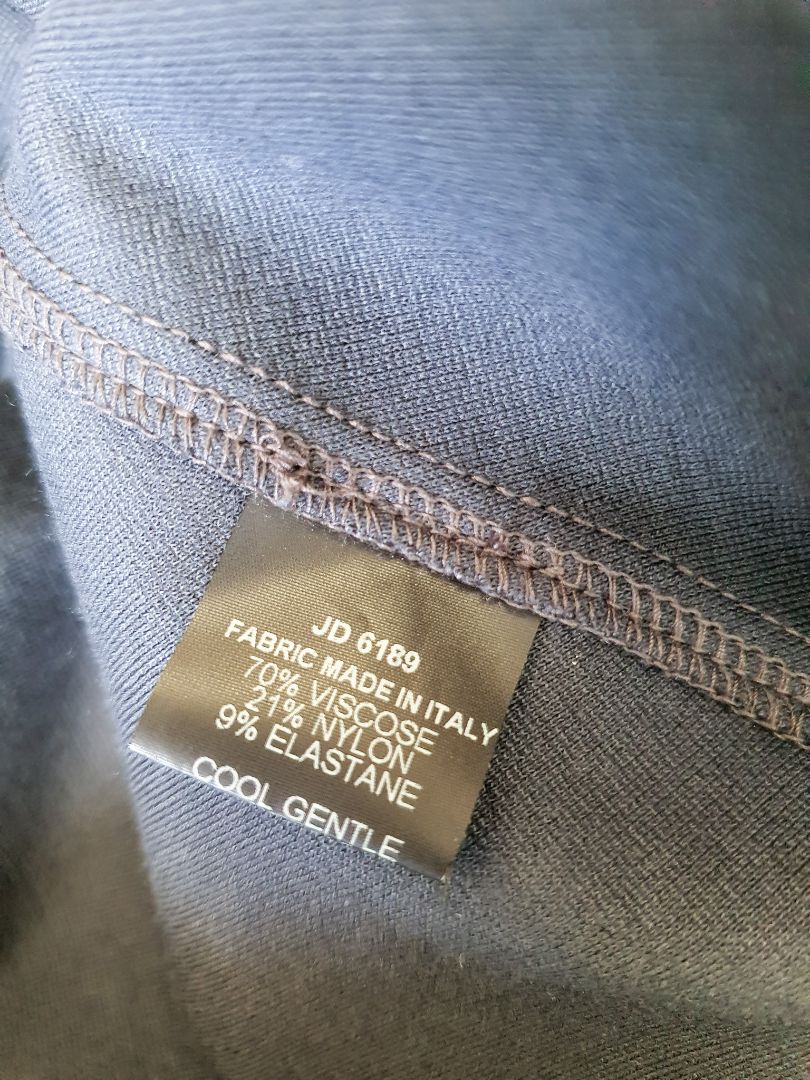 JD 6189
FABRIC MADE IN ITALY
70% VISCOSE
21% NYLON
9% ELASTANE
COOL GENTLE